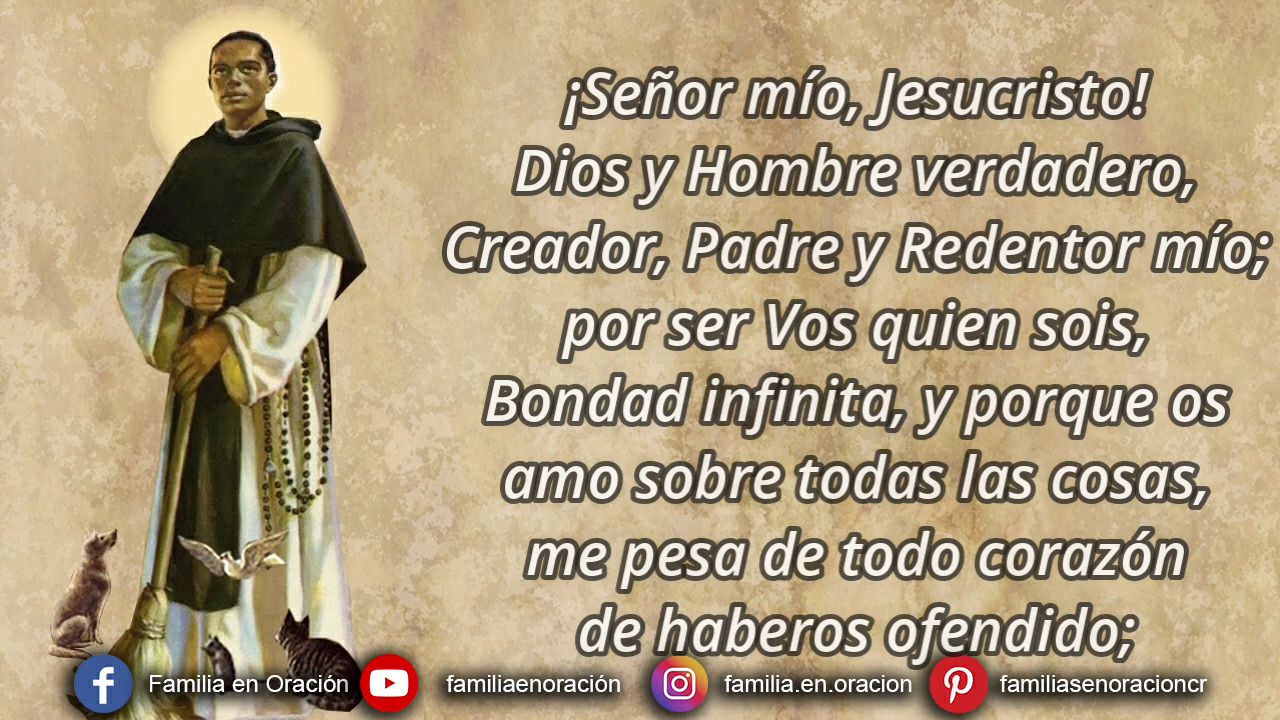 ¡Señor mío, Jesucristo!
Dios y Hombre verdadero,
Creador, Padre y Redentor mío;
por ser Vos quien sois,
Bondad infinita, y porque os
amo sobre todas las cosas,
me pesa de todo corazón
de haberos ofendido;
Familia en Oración
familiaenoración
familia.en.oracion
familiasenoracioncr